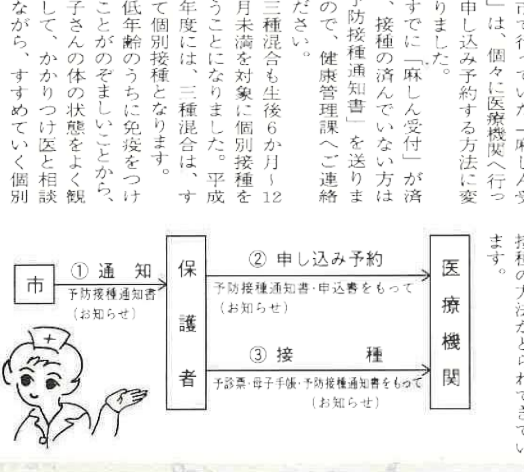 は、個々に医療機関へ行っ
申し込み予約する方法に変
りました。
すでに「麻しん受付」が済
、接種の済んでいない方は
予防接種通知書」を送りま
ので、健康管理課へご連絡
ださい。
三種混合も生後6か月～12
月未満を対象に個別接種を
うことになりました。平成
年度には、三種混合は、す
て個別接種となります。
低年齢のうちに免疫をつけ
ことがのぞましいことから、
子さんの体の状態をよく観
して、かかりつけ医と相談
ながら、すすめていく個別
接種の方法がとられてきてい
ます。
市
① 通 知
予防接種通知書
(お知らせ)
保護者
② 申し込み予約
予防接種通知書・申込書をもって
(お知らせ)
③ 接 種
予診票・母子手帳・予防接種通知書をもって
(お知らせ)
医療機関